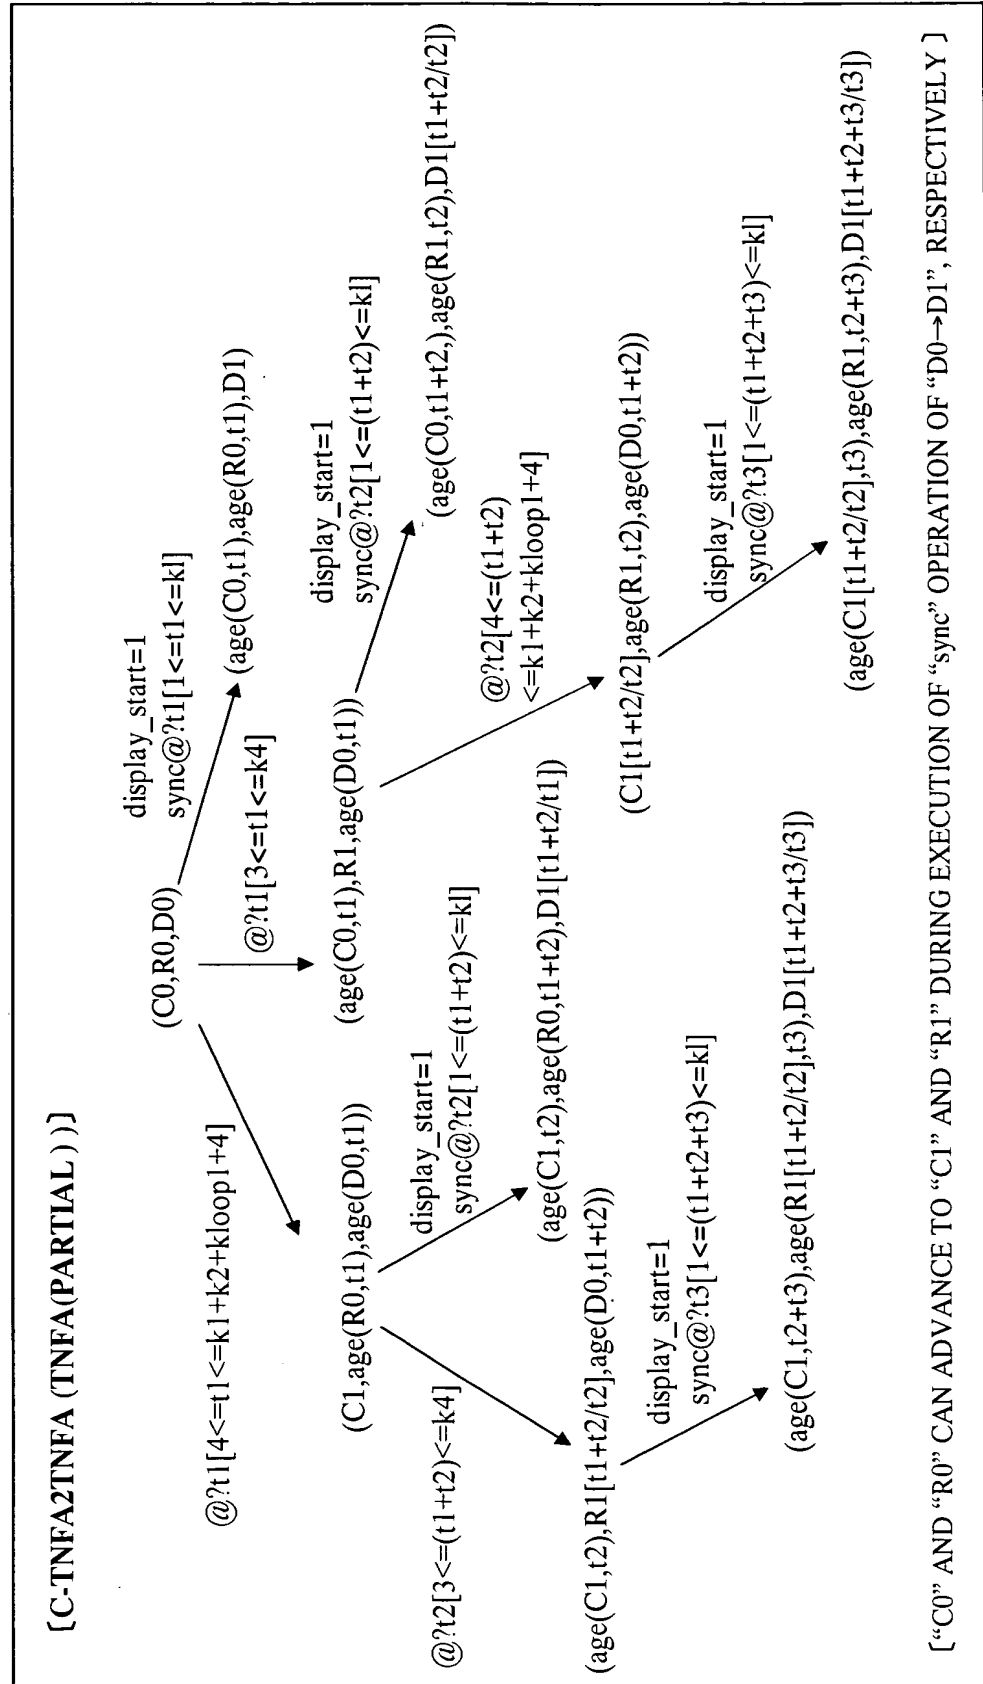 [C-TNFA2TNFA (TNFA(PARTIAL))]
(C0,R0,D0)
@?t1[4<=t1<=k1+k2+kloop1+4]
@?t1[3<=t1<=k4]
display_start=1
sync@?t1[1<=t1<=kl]
(C1,age(R0,t1),age(D0,t1))
(age(C0,t1),R1,age(D0,t1))
(age(C0,t1),age(R0,t1),D1)
@?t2[3<=(t1+t2)<=k4]
display_start=1
sync@?t2[1<=(t1+t2)<=kl]
@?t2[4<=(t1+t2)
<=k1+k2+kloop1+4]
display_start=1
sync@?t2[1<=(t1+t2)<=kl]
(age(C1,t2),age(R0,t1+t2),D1[t1+t2/t1])
(age(C0,t1+t2,),age(R1,t2),D1[t1+t2/t2])
(age(C1,t2),R1[t1+t2/t2],age(D0,t1+t2))
(C1[t1+t2/t2],age(R1,t2),age(D0,t1+t2))
display_start=1
sync@?t3[1<=(t1+t2+t3)<=kl]
display_start=1
sync@?t3[1<=(t1+t2+t3)<=kl]
(age(C1,t2+t3),age(R1[t1+t2/t2],t3),D1[t1+t2+t3/t3])
(age(C1[t1+t2/t2],t3),age(R1,t2+t3),D1[t1+t2+t3/t3])
["C0" AND "R0" CAN ADVANCE TO "C1" AND "R1" DURING EXECUTION OF "sync" OPERATION OF "D0→D1", RESPECTIVELY]